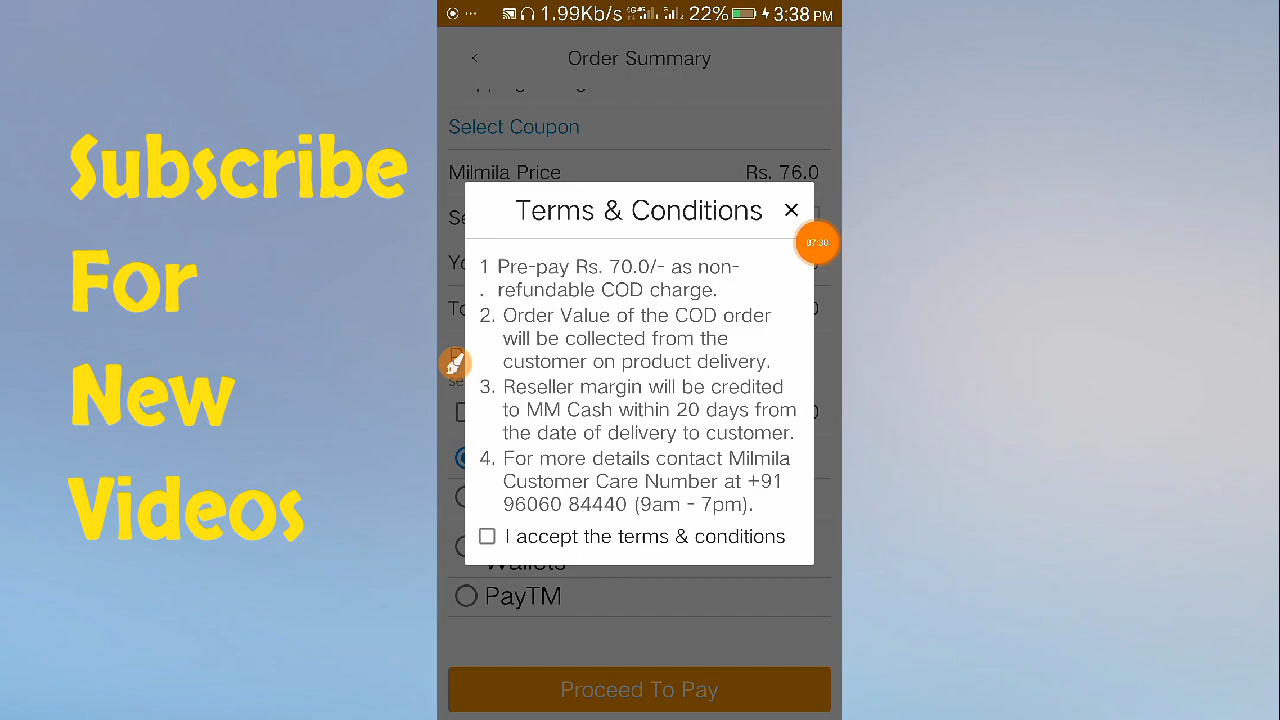 Subscribe
For
New
Videos
1.99Kb/s 22% 3:38 PM
Order Summary
Select Coupon
Milmila Price Rs. 76.0
Terms & Conditions
07:30
1. Pre-pay Rs. 70.0/- as non-
refundable COD charge.
2. Order Value of the COD order
will be collected from the
customer on product delivery.
3. Reseller margin will be credited
to MM Cash within 20 days from
the date of delivery to customer.
4. For more details contact Milmila
Customer Care Number at +91
96060 84440 (9am - 7pm).
I accept the terms & conditions
Wallets
PayTM
Proceed To Pay